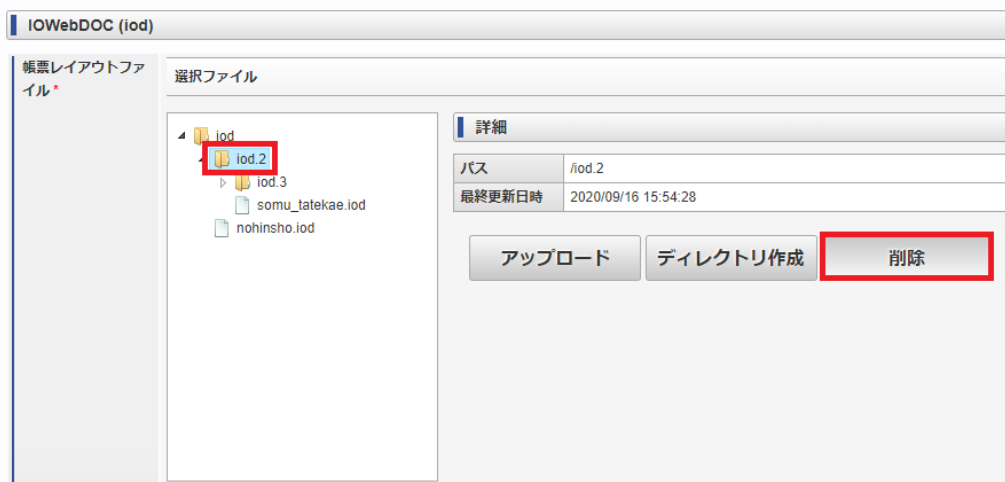 IOWebDOC (iod)
帳票レイアウトファ
イル*
選択ファイル
iod
iod.2
iod.3
somu_tatekae.iod
nohinsho.iod
詳細
パス /iod.2
最終更新日時 2020/09/16 15:54:28
アップロード ディレクトリ作成 削除